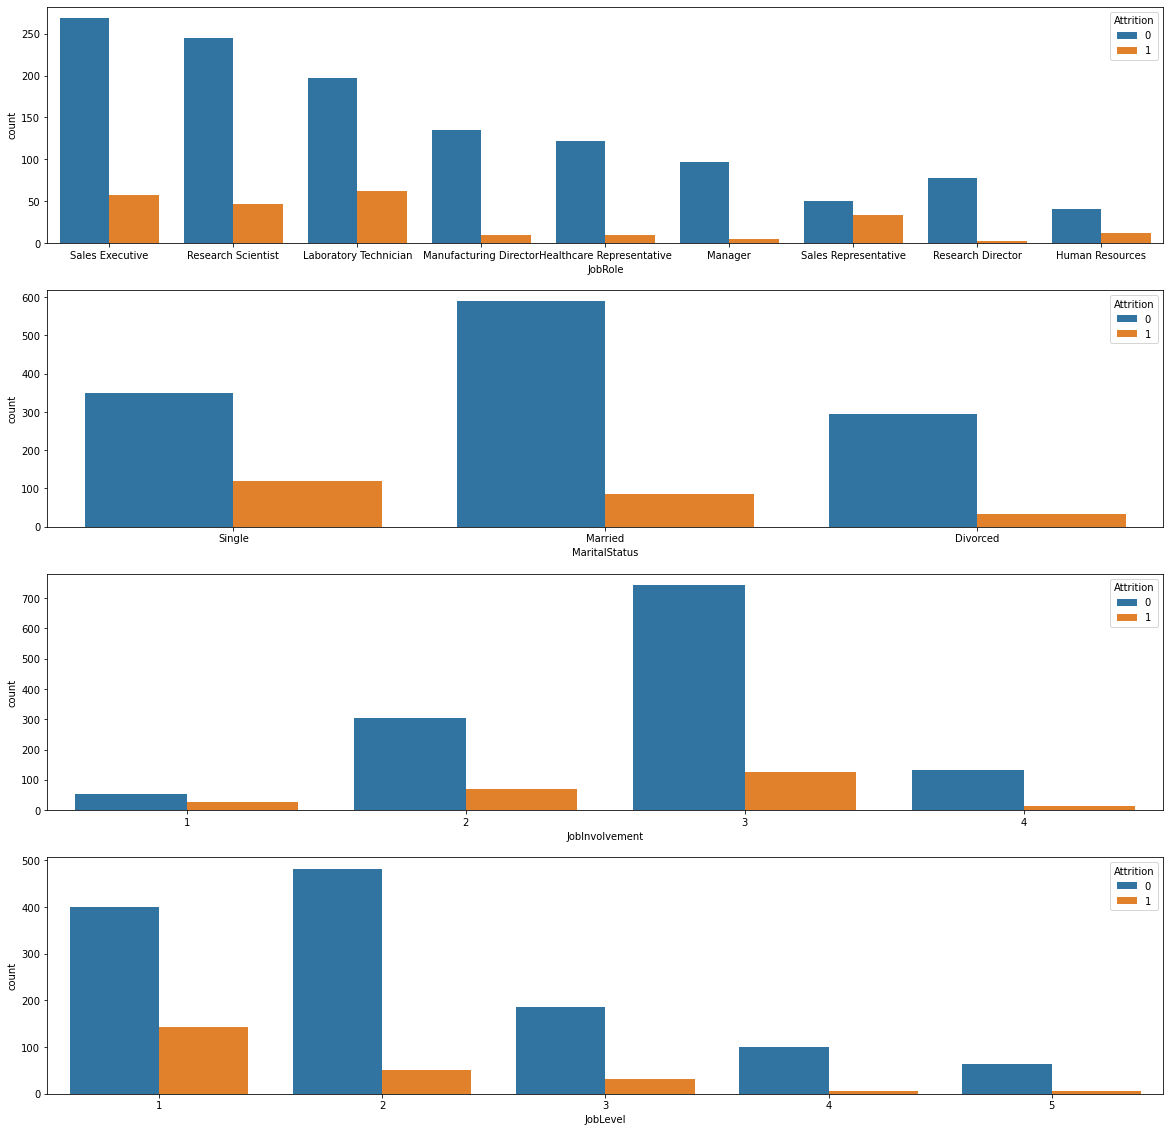 Attrition
0
1
250
200
150
100
50
0
count
Sales Executive Research Scientist Laboratory Technician Manufacturing Director Healthcare Representative Manager Sales Representative Research Director Human Resources
JobRole
Attrition
0
1
600
500
400
300
200
100
0
count
Single Married Divorced
MaritalStatus
Attrition
0
1
700
600
500
400
300
200
100
0
count
1 2 3 4
JobInvolvement
Attrition
0
1
500
400
300
200
100
0
count
1 2 3 4 5
JobLevel